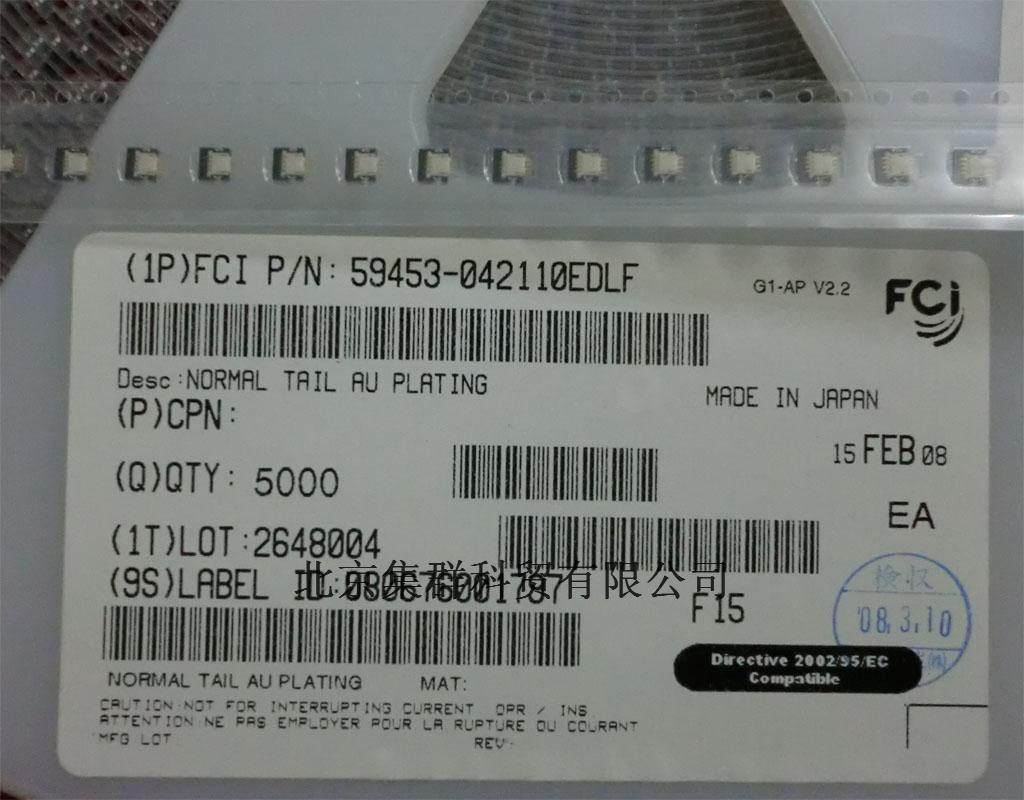 (1P)FCI P/N: 59453-042110EDLF
G1-AP V2.2
FCi
Desc:NORMAL TAIL AU PLATING
MADE IN JAPAN
(P)CPN:
15 FEB 08
(Q)QTY: 5000
EA
(1T)LOT:2648004
(9S)LABEL ID:080676001787
北京集群科贸有限公司
F15
検収
'08.3.10
Directive 2002/95/EC
Compatible
NORMAL TAIL AU PLATING MAT:
CAUTION:NOT FOR INTERRUPTING CURRENT OPR / INS
ATTENTION:NE PAS EMPLOYER POUR LA RUPTURE DU COURANT
MFG LOT REV: